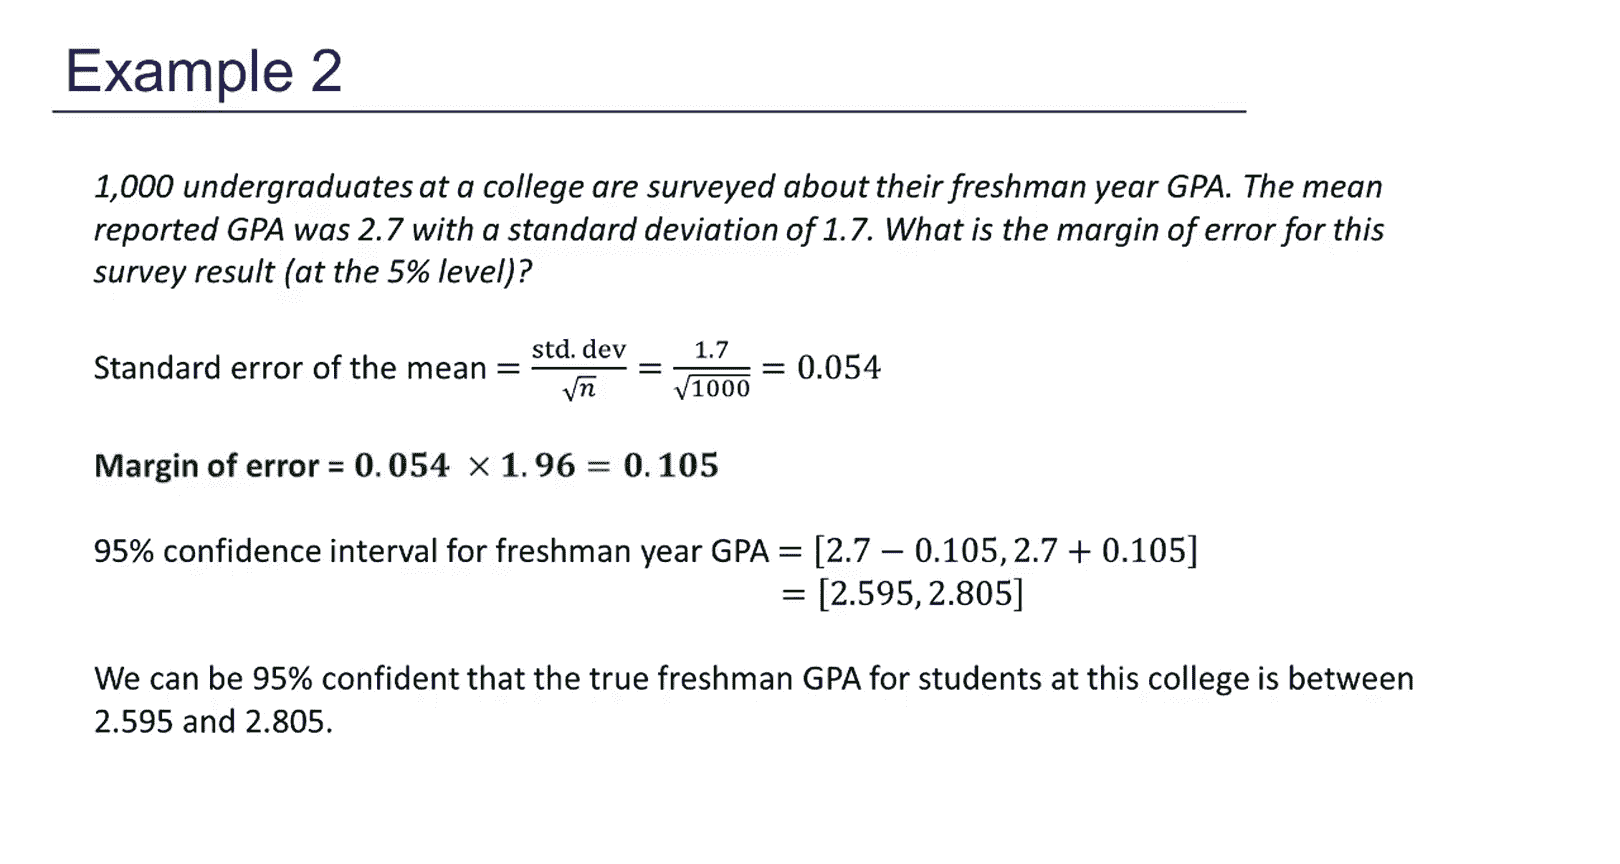 Example 2
1,000 undergraduates at a college are surveyed about their freshman year GPA. The mean
reported GPA was 2.7 with a standard deviation of 1.7. What is the margin of error for this
survey result (at the 5% level)?
Standard error of the mean = std. dev / √n = 1.7 / √1000 = 0.054
Margin of error = 0.054 × 1.96 = 0.105
95% confidence interval for freshman year GPA = [2.7 − 0.105, 2.7 + 0.105]
= [2.595, 2.805]
We can be 95% confident that the true freshman GPA for students at this college is between
2.595 and 2.805.